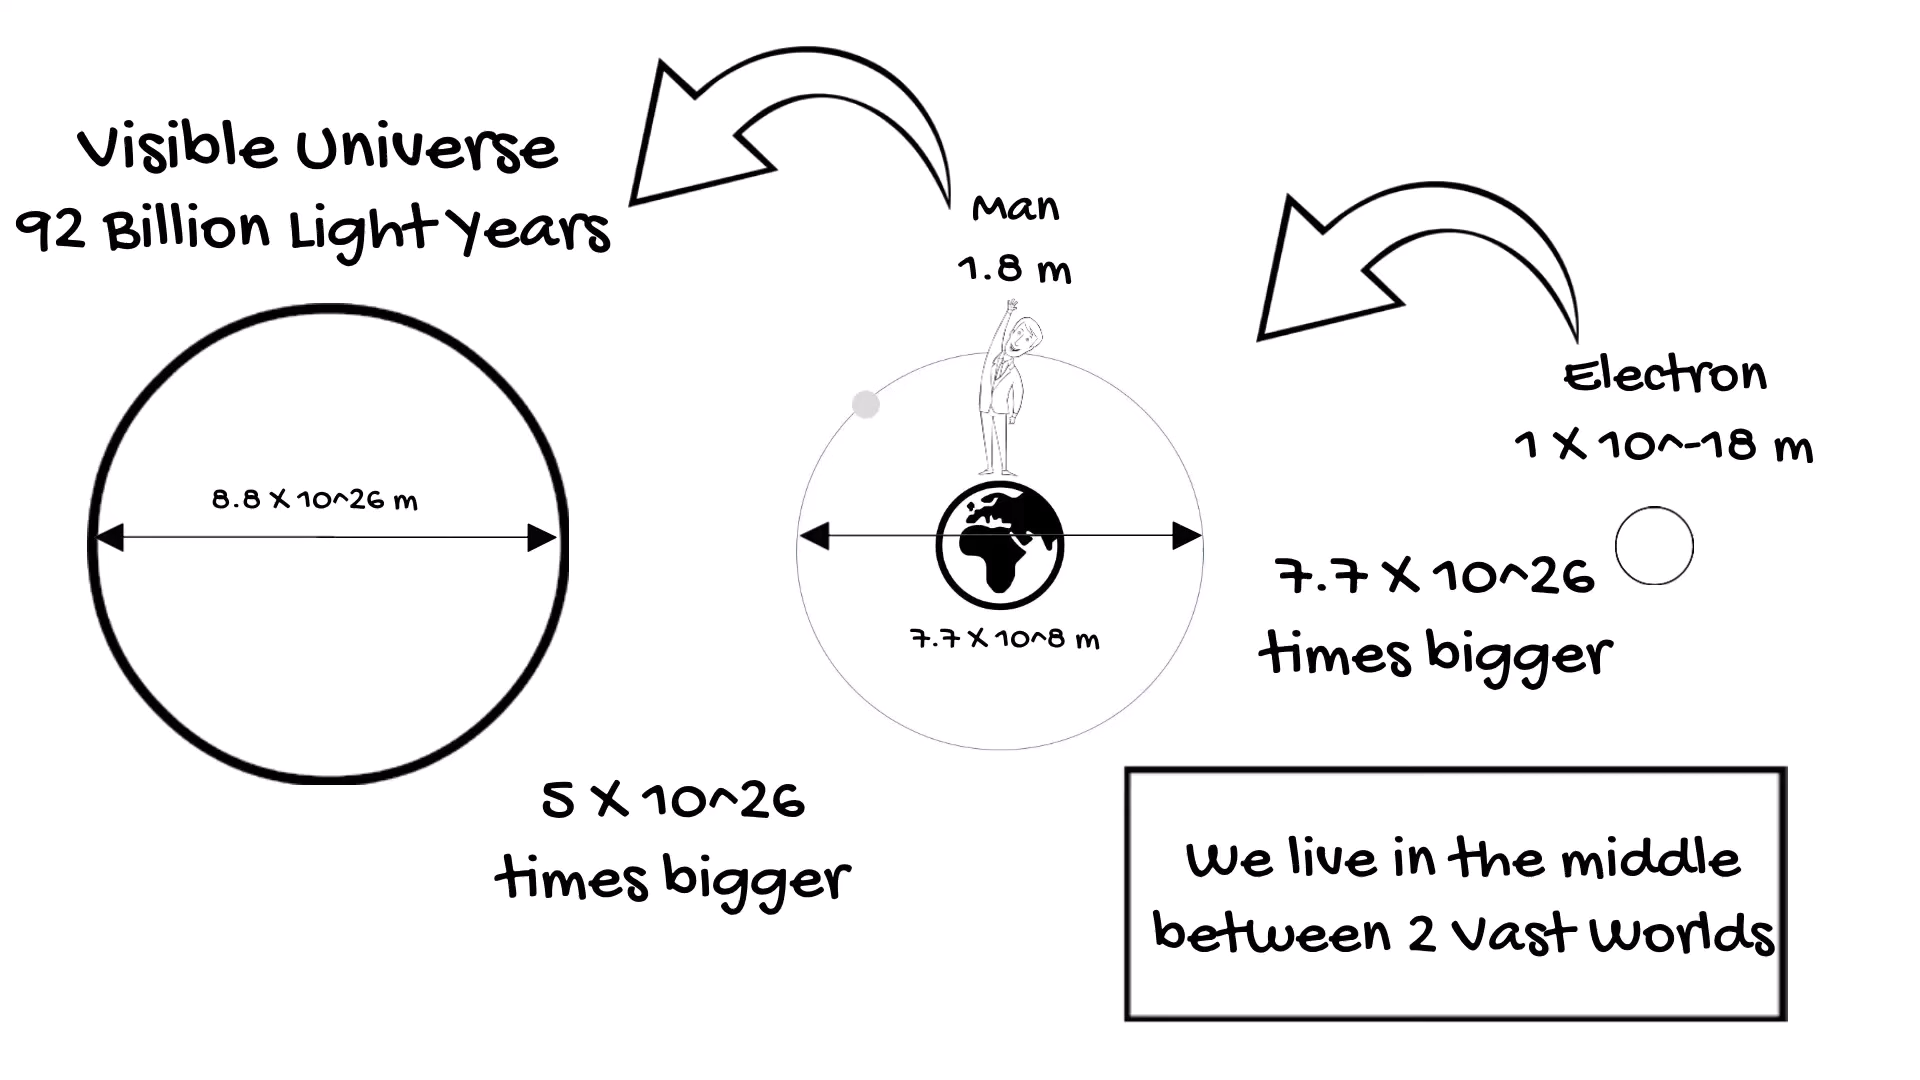 Visible Universe
92 Billion Light Years
8.8 X 10^26 m
5 X 10^26
times bigger
Man
1.8 m
7.7 X 10^8 m
Electron
1 X 10^-18 m
7.7 X 10^26
times bigger
We live in the middle
between 2 Vast Worlds